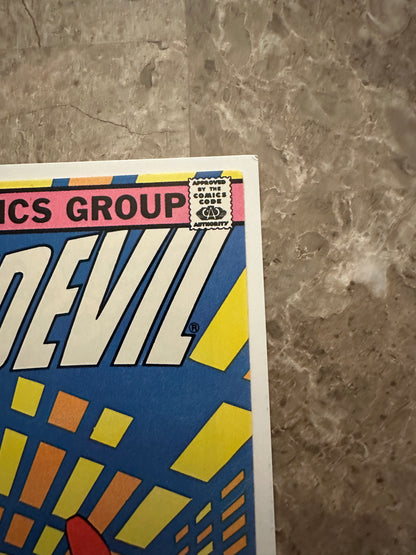 ICS GROUP
APPROVED
BY THE
COMICS
CODE
CA
AUTHORITY
DEVIL®